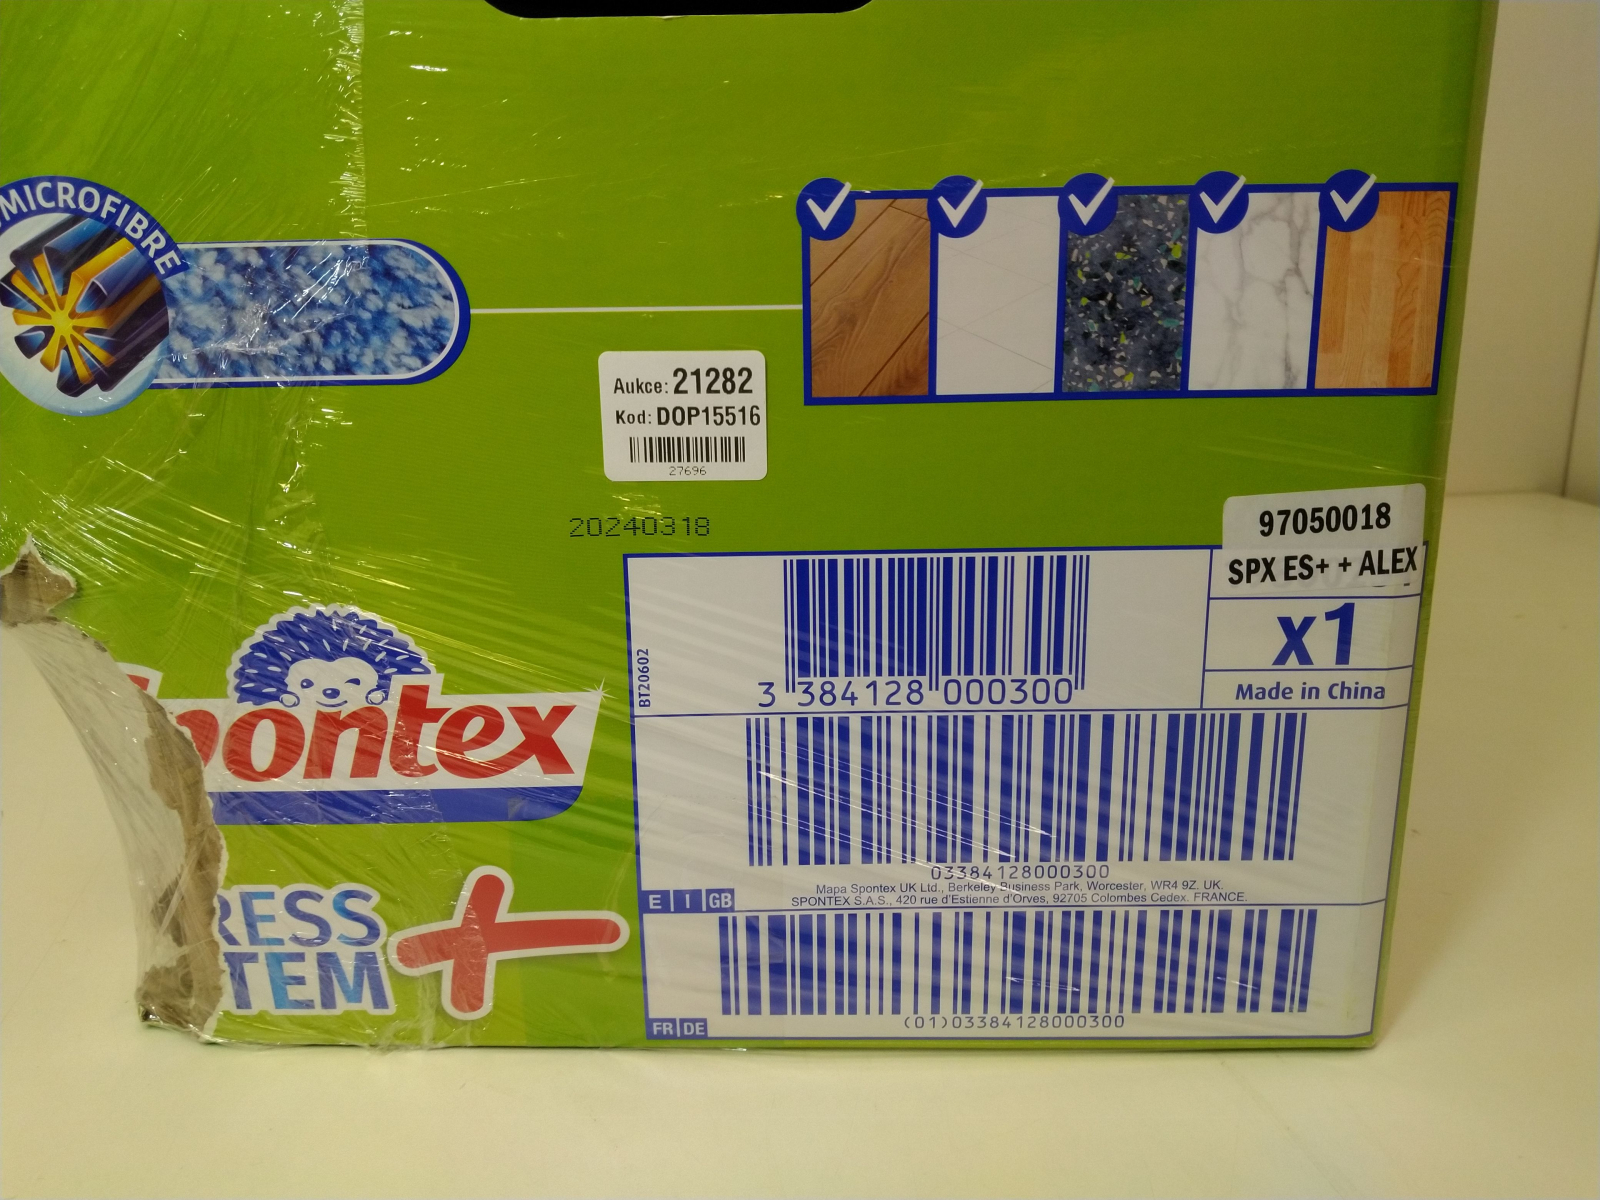 MICROFIBRE
Aukce: 21282
Kod: DOP15516
27696
20240318
97050018
SPX ES+ + ALEX
x1
Made in China
BT20602
3 384128 000300
03384128000300
Mapa Spontex UK Ltd., Berkeley Business Park, Worcester, WR4 9Z. UK.
SPONTEX S.A.S., 420 rue d'Estienne d'Orves, 92705 Colombes Cedex. FRANCE.
E I GB
(01)03384128000300
FR DE
Spontex
RESS
TEM+